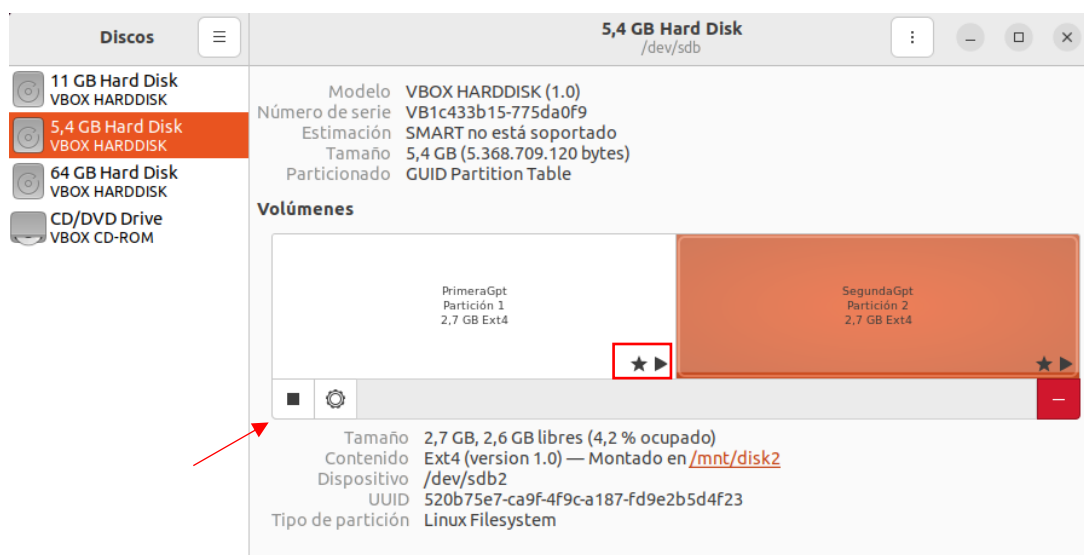 Discos
5,4 GB Hard Disk
/dev/sdb
11 GB Hard Disk
VBOX HARDDISK
5,4 GB Hard Disk
VBOX HARDDISK
64 GB Hard Disk
VBOX HARDDISK
CD/DVD Drive
VBOX CD-ROM
Modelo VBOX HARDDISK (1.0)
Número de serie VB1c433b15-775da0f9
Estimación SMART no está soportado
Tamaño 5,4 GB (5.368.709.120 bytes)
Particionado GUID Partition Table
Volúmenes
PrimeraGpt
Partición 1
2,7 GB Ext4
SegundaGpt
Partición 2
2,7 GB Ext4
Tamaño 2,7 GB, 2,6 GB libres (4,2 % ocupado)
Contenido Ext4 (version 1.0) — Montado en /mnt/disk2
Dispositivo /dev/sdb2
UUID 520b75e7-ca9f-4f9c-a187-fd9e2b5d4f23
Tipo de partición Linux Filesystem